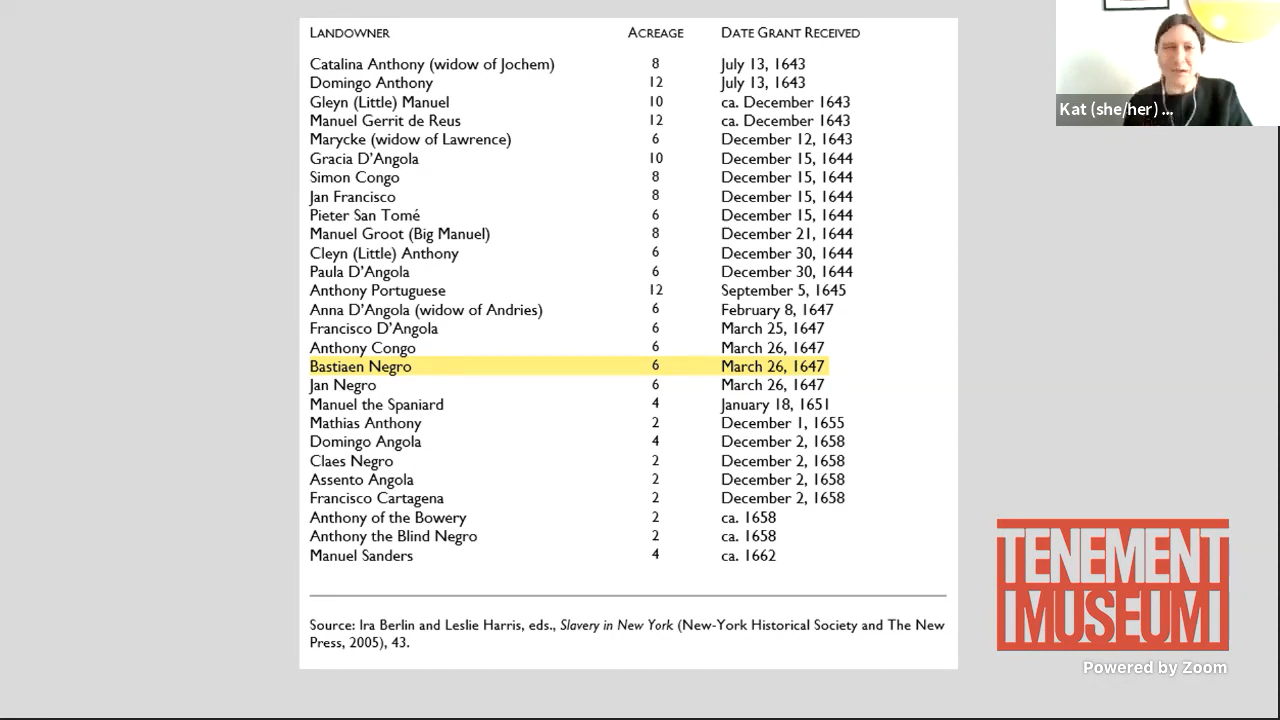 LANDOWNER ACREAGE DATE GRANT RECEIVED
Catalina Anthony (widow of Jochem) 8 July 13, 1643
Domingo Anthony 12 July 13, 1643
Gleyn (Little) Manuel 10 ca. December 1643
Manuel Gerrit de Reus 12 ca. December 1643
Marycke (widow of Lawrence) 6 December 12, 1643
Gracia D'Angola 10 December 15, 1644
Simon Congo 8 December 15, 1644
Jan Francisco 8 December 15, 1644
Pieter San Tomé 6 December 15, 1644
Manuel Groot (Big Manuel) 8 December 21, 1644
Cleyn (Little) Anthony 6 December 30, 1644
Paula D'Angola 6 December 30, 1644
Anthony Portuguese 12 September 5, 1645
Anna D'Angola (widow of Andries) 6 February 8, 1647
Francisco D'Angola 6 March 25, 1647
Anthony Congo 6 March 26, 1647
Bastiaen Negro 6 March 26, 1647
Jan Negro 6 March 26, 1647
Manuel the Spaniard 4 January 18, 1651
Mathias Anthony 2 December 1, 1655
Domingo Angola 4 December 2, 1658
Claes Negro 2 December 2, 1658
Assento Angola 2 December 2, 1658
Francisco Cartagena 2 December 2, 1658
Anthony of the Bowery 2 ca. 1658
Anthony the Blind Negro 2 ca. 1658
Manuel Sanders 4 ca. 1662
Source: Ira Berlin and Leslie Harris, eds., Slavery in New York (New-York Historical Society and The New
Press, 2005), 43.
Kat (she/her) ...
TENEMENT
MUSEUM
Powered by Zoom